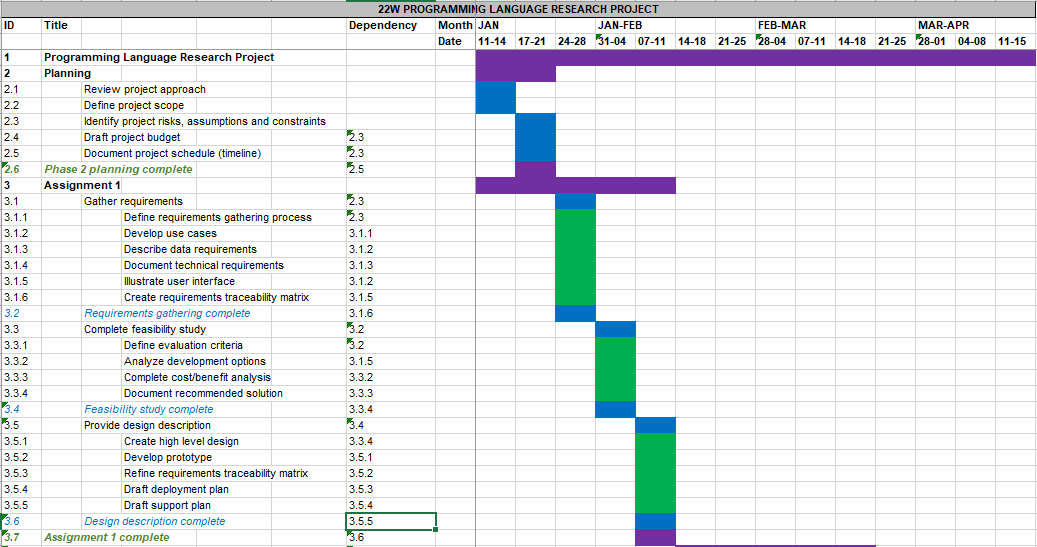 22W PROGRAMMING LANGUAGE RESEARCH PROJECT
ID Title Dependency Month JAN JAN-FEB FEB-MAR MAR-APR
Date 11-14 17-21 24-28 31-04 07-11 14-18 21-25 28-04 07-11 14-18 21-25 28-01 04-08 11-15
1 Programming Language Research Project
2 Planning
2.1 Review project approach
2.2 Define project scope
2.3 Identify project risks, assumptions and constraints
2.4 Draft project budget 2.3
2.5 Document project schedule (timeline) 2.3
2.6 Phase 2 planning complete 2.5
3 Assignment 1
3.1 Gather requirements 2.3
3.1.1 Define requirements gathering process 2.3
3.1.2 Develop use cases 3.1.1
3.1.3 Describe data requirements 3.1.2
3.1.4 Document technical requirements 3.1.3
3.1.5 Illustrate user interface 3.1.2
3.1.6 Create requirements traceability matrix 3.1.5
3.2 Requirements gathering complete 3.1.6
3.3 Complete feasibility study 3.2
3.3.1 Define evaluation criteria 3.2
3.3.2 Analyze development options 3.1.5
3.3.3 Complete cost/benefit analysis 3.3.2
3.3.4 Document recommended solution 3.3.3
3.4 Feasibility study complete 3.3.4
3.5 Provide design description 3.4
3.5.1 Create high level design 3.3.4
3.5.2 Develop prototype 3.5.1
3.5.3 Refine requirements traceability matrix 3.5.2
3.5.4 Draft deployment plan 3.5.3
3.5.5 Draft support plan 3.5.4
3.6 Design description complete 3.5.5
3.7 Assignment 1 complete 3.6